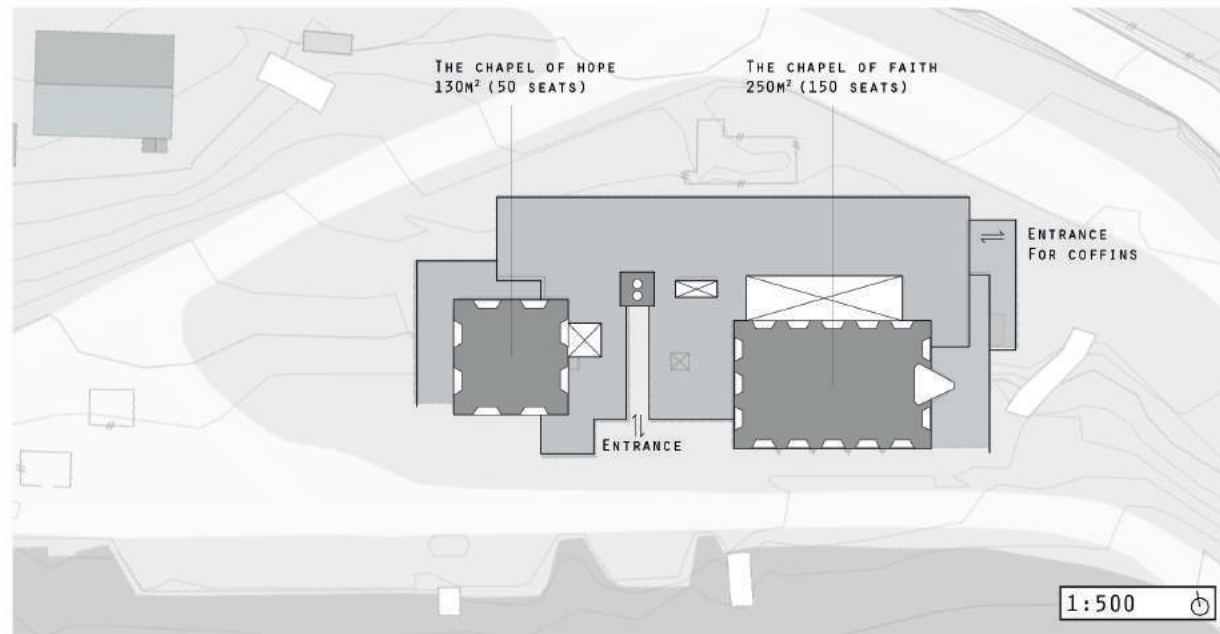 THE CHAPEL OF HOPE
130M² (50 SEATS)
THE CHAPEL OF FAITH
250M² (150 SEATS)
ENTRANCE
FOR COFFINS
ENTRANCE
1:500